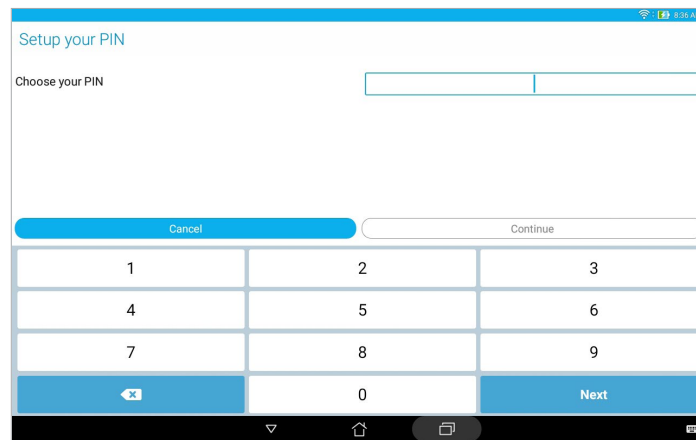 8:36 A
Setup your PIN
Choose your PIN
Cancel Continue
1 2 3
4 5 6
7 8 9
0 Next